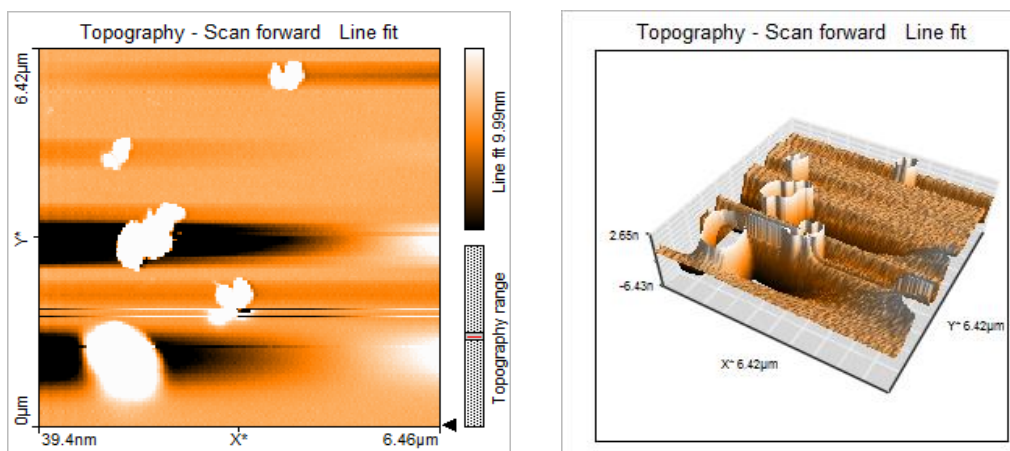 Topography - Scan forward Line fit
6.42µm
Y*
0µm
39.4nm
X*
6.46µm
Line fit 9.99nm
Topography range
Topography - Scan forward Line fit
2.65n
-6.43n
X* 6.42µm
Y* 6.42µm